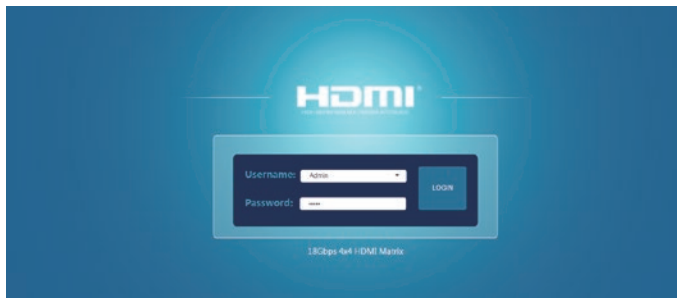 HDMI
Username: Admin
LOGIN
Password: •••••
18Gbps 4x4 HDMI Matrix